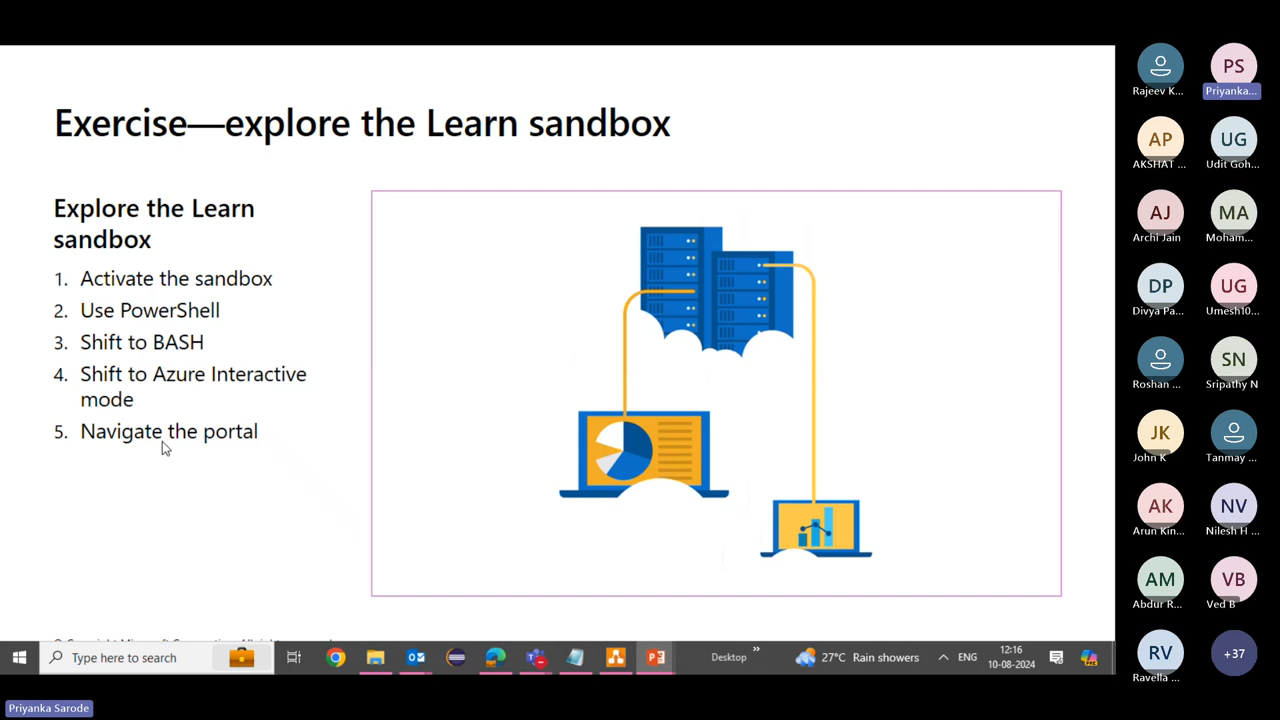 Exercise—explore the Learn sandbox
Explore the Learn
sandbox
1. Activate the sandbox
2. Use PowerShell
3. Shift to BASH
4. Shift to Azure Interactive
mode
5. Navigate the portal
Type here to search
Desktop
27°C Rain showers
ENG
12:16
10-08-2024
Priyanka Sarode
Rajeev K...
PS
Priyanka...
AP
AKSHAT ...
UG
Udit Goh...
AJ
Archi Jain
MA
Moham...
DP
Divya Pa...
UG
Umesh10...
Roshan ...
SN
Sripathy N
JK
John K
Tanmay ...
AK
Arun Kin...
NV
Nilesh H ...
AM
Abdur R...
VB
Ved B
RV
Ravella ...
+37